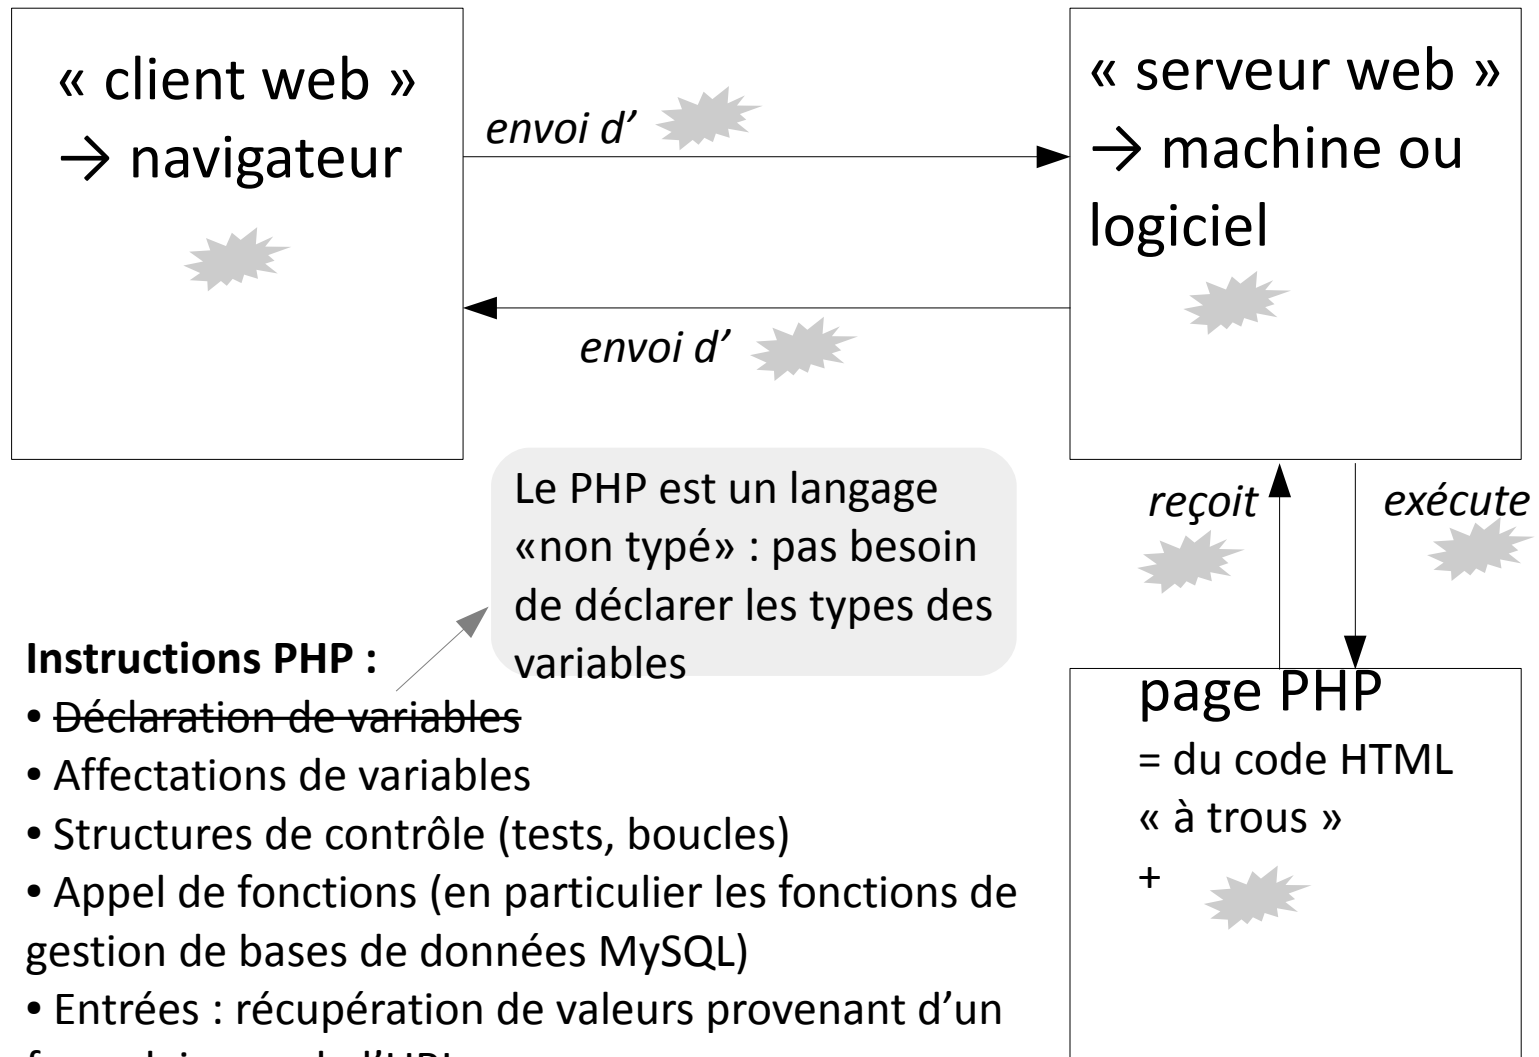 « client web »
→ navigateur
envoi d’
« serveur web »
→ machine ou
logiciel
envoi d’
Le PHP est un langage
«non typé» : pas besoin
de déclarer les types des
variables
reçoit
exécute
Instructions PHP :
• Déclaration de variables
• Affectations de variables
• Structures de contrôle (tests, boucles)
• Appel de fonctions (en particulier les fonctions de
gestion de bases de données MySQL)
• Entrées : récupération de valeurs provenant d’un
page PHP
= du code HTML
« à trous »
+